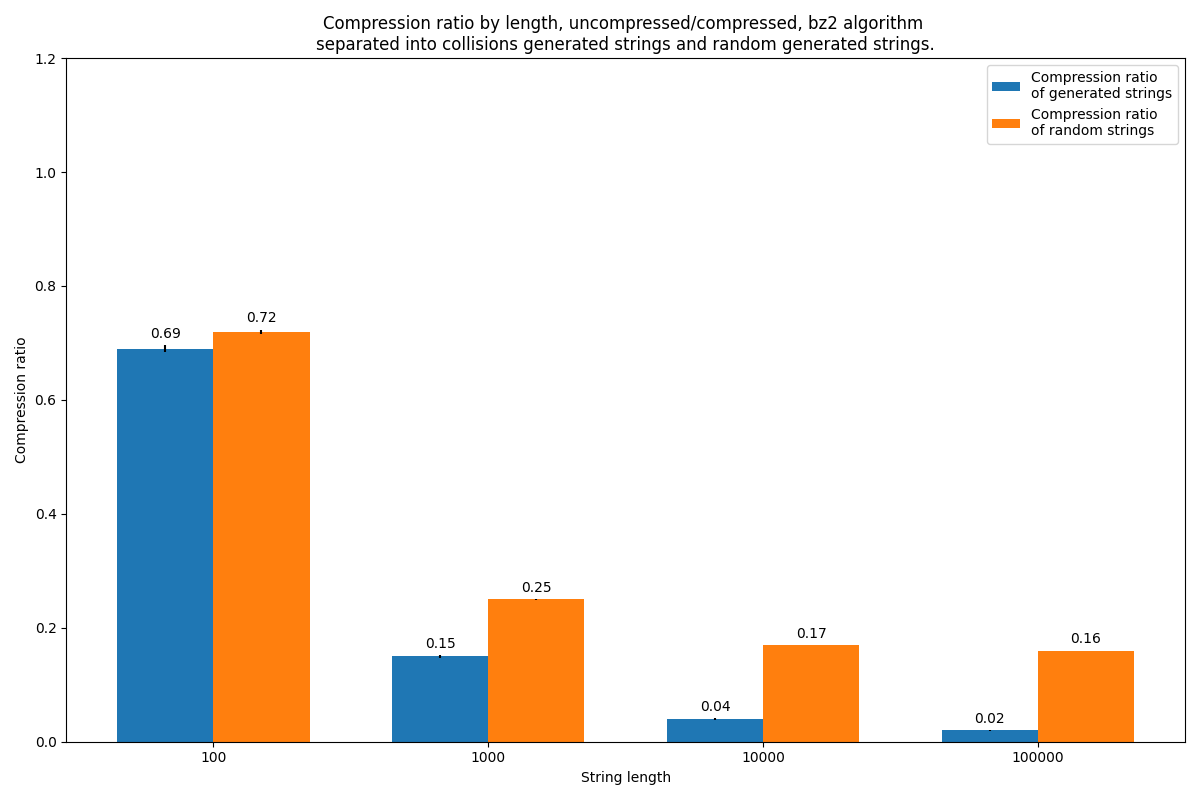 Compression ratio by length, uncompressed/compressed, bz2 algorithm
separated into collisions generated strings and random generated strings.
Compression ratio
of generated strings
Compression ratio
of random strings
Compression ratio
1.2
1.0
0.8
0.6
0.4
0.2
0.0
0.69
0.72
0.15
0.25
0.04
0.17
0.02
0.16
100
1000
10000
100000
String length